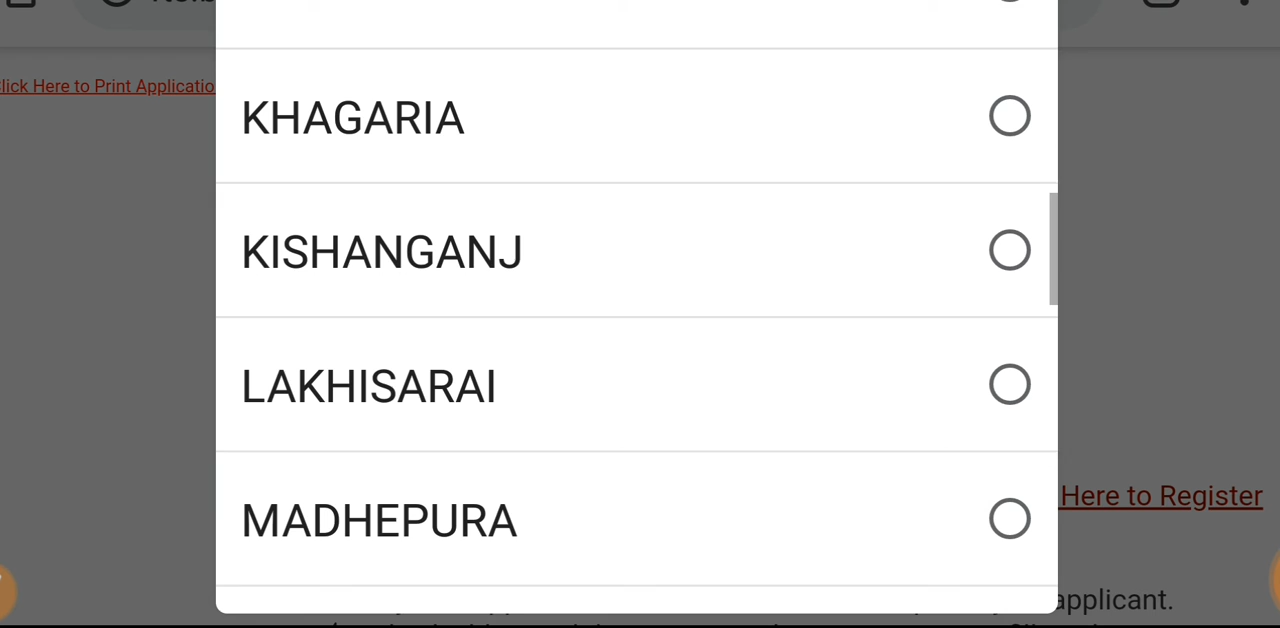 lick Here to Print Applicatio
KHAGARIA
KISHANGANJ
LAKHISARAI
MADHEPURA
Here to Register
applicant.